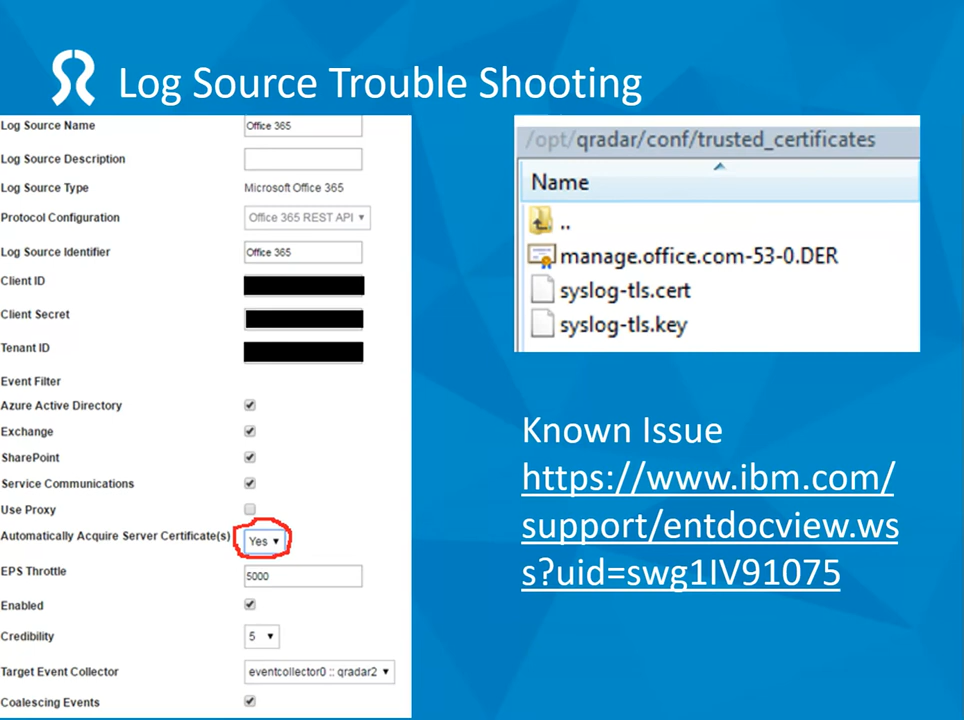 Log Source Trouble Shooting
Log Source Name Office 365
Log Source Description
Log Source Type Microsoft Office 365
Protocol Configuration Office 365 REST API
Log Source Identifier Office 365
Client ID
Client Secret
Tenant ID
Event Filter
Azure Active Directory
Exchange
SharePoint
Service Communications
Use Proxy
Automatically Acquire Server Certificate(s) Yes
EPS Throttle 5000
Enabled
Credibility 5
Target Event Collector eventcollector0 :: qradar2
Coalescing Events
/opt/qradar/conf/trusted_certificates
Name
..
manage.office.com-53-0.DER
syslog-tls.cert
syslog-tls.key
Known Issue
https://www.ibm.com/
support/entdocview.ws
s?uid=swg1IV91075